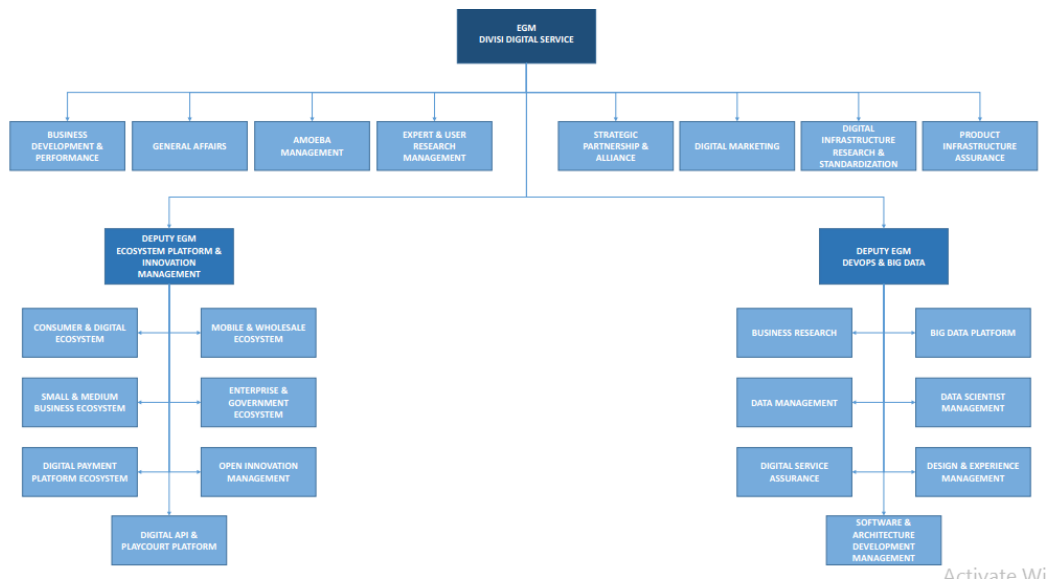 EGM
DIVISI DIGITAL SERVICE
BUSINESS
DEVELOPMENT &
PERFORMANCE
GENERAL AFFAIRS
AMOEBA
MANAGEMENT
EXPERT & USER
RESEARCH
MANAGEMENT
STRATEGIC
PARTNERSHIP &
ALLIANCE
DIGITAL MARKETING
DIGITAL
INFRASTRUCTURE
RESEARCH &
STANDARDIZATION
PRODUCT
INFRASTRUCTURE
ASSURANCE
DEPUTY EGM
ECOSYSTEM PLATFORM &
INNOVATION
MANAGEMENT
DEPUTY EGM
DEVOPS & BIG DATA
CONSUMER & DIGITAL
ECOSYSTEM
MOBILE & WHOLESALE
ECOSYSTEM
SMALL & MEDIUM
BUSINESS ECOSYSTEM
ENTERPRISE &
GOVERNMENT
ECOSYSTEM
DIGITAL PAYMENT
PLATFORM ECOSYSTEM
OPEN INNOVATION
MANAGEMENT
DIGITAL API &
PLAYCOURT PLATFORM
BUSINESS RESEARCH
BIG DATA PLATFORM
DATA MANAGEMENT
DATA SCIENTIST
MANAGEMENT
DIGITAL SERVICE
ASSURANCE
DESIGN & EXPERIENCE
MANAGEMENT
SOFTWARE &
ARCHITECTURE
DEVELOPMENT
MANAGEMENT
Activate Wi